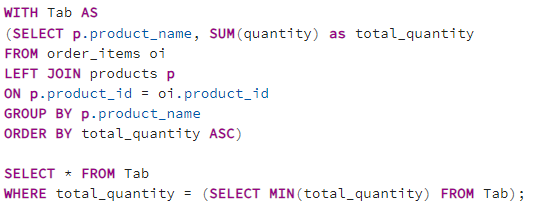 WITH Tab AS
(SELECT p.product_name, SUM(quantity) as total_quantity
FROM order_items oi
LEFT JOIN products p
ON p.product_id = oi.product_id
GROUP BY p.product_name
ORDER BY total_quantity ASC)

SELECT * FROM Tab
WHERE total_quantity = (SELECT MIN(total_quantity) FROM Tab);